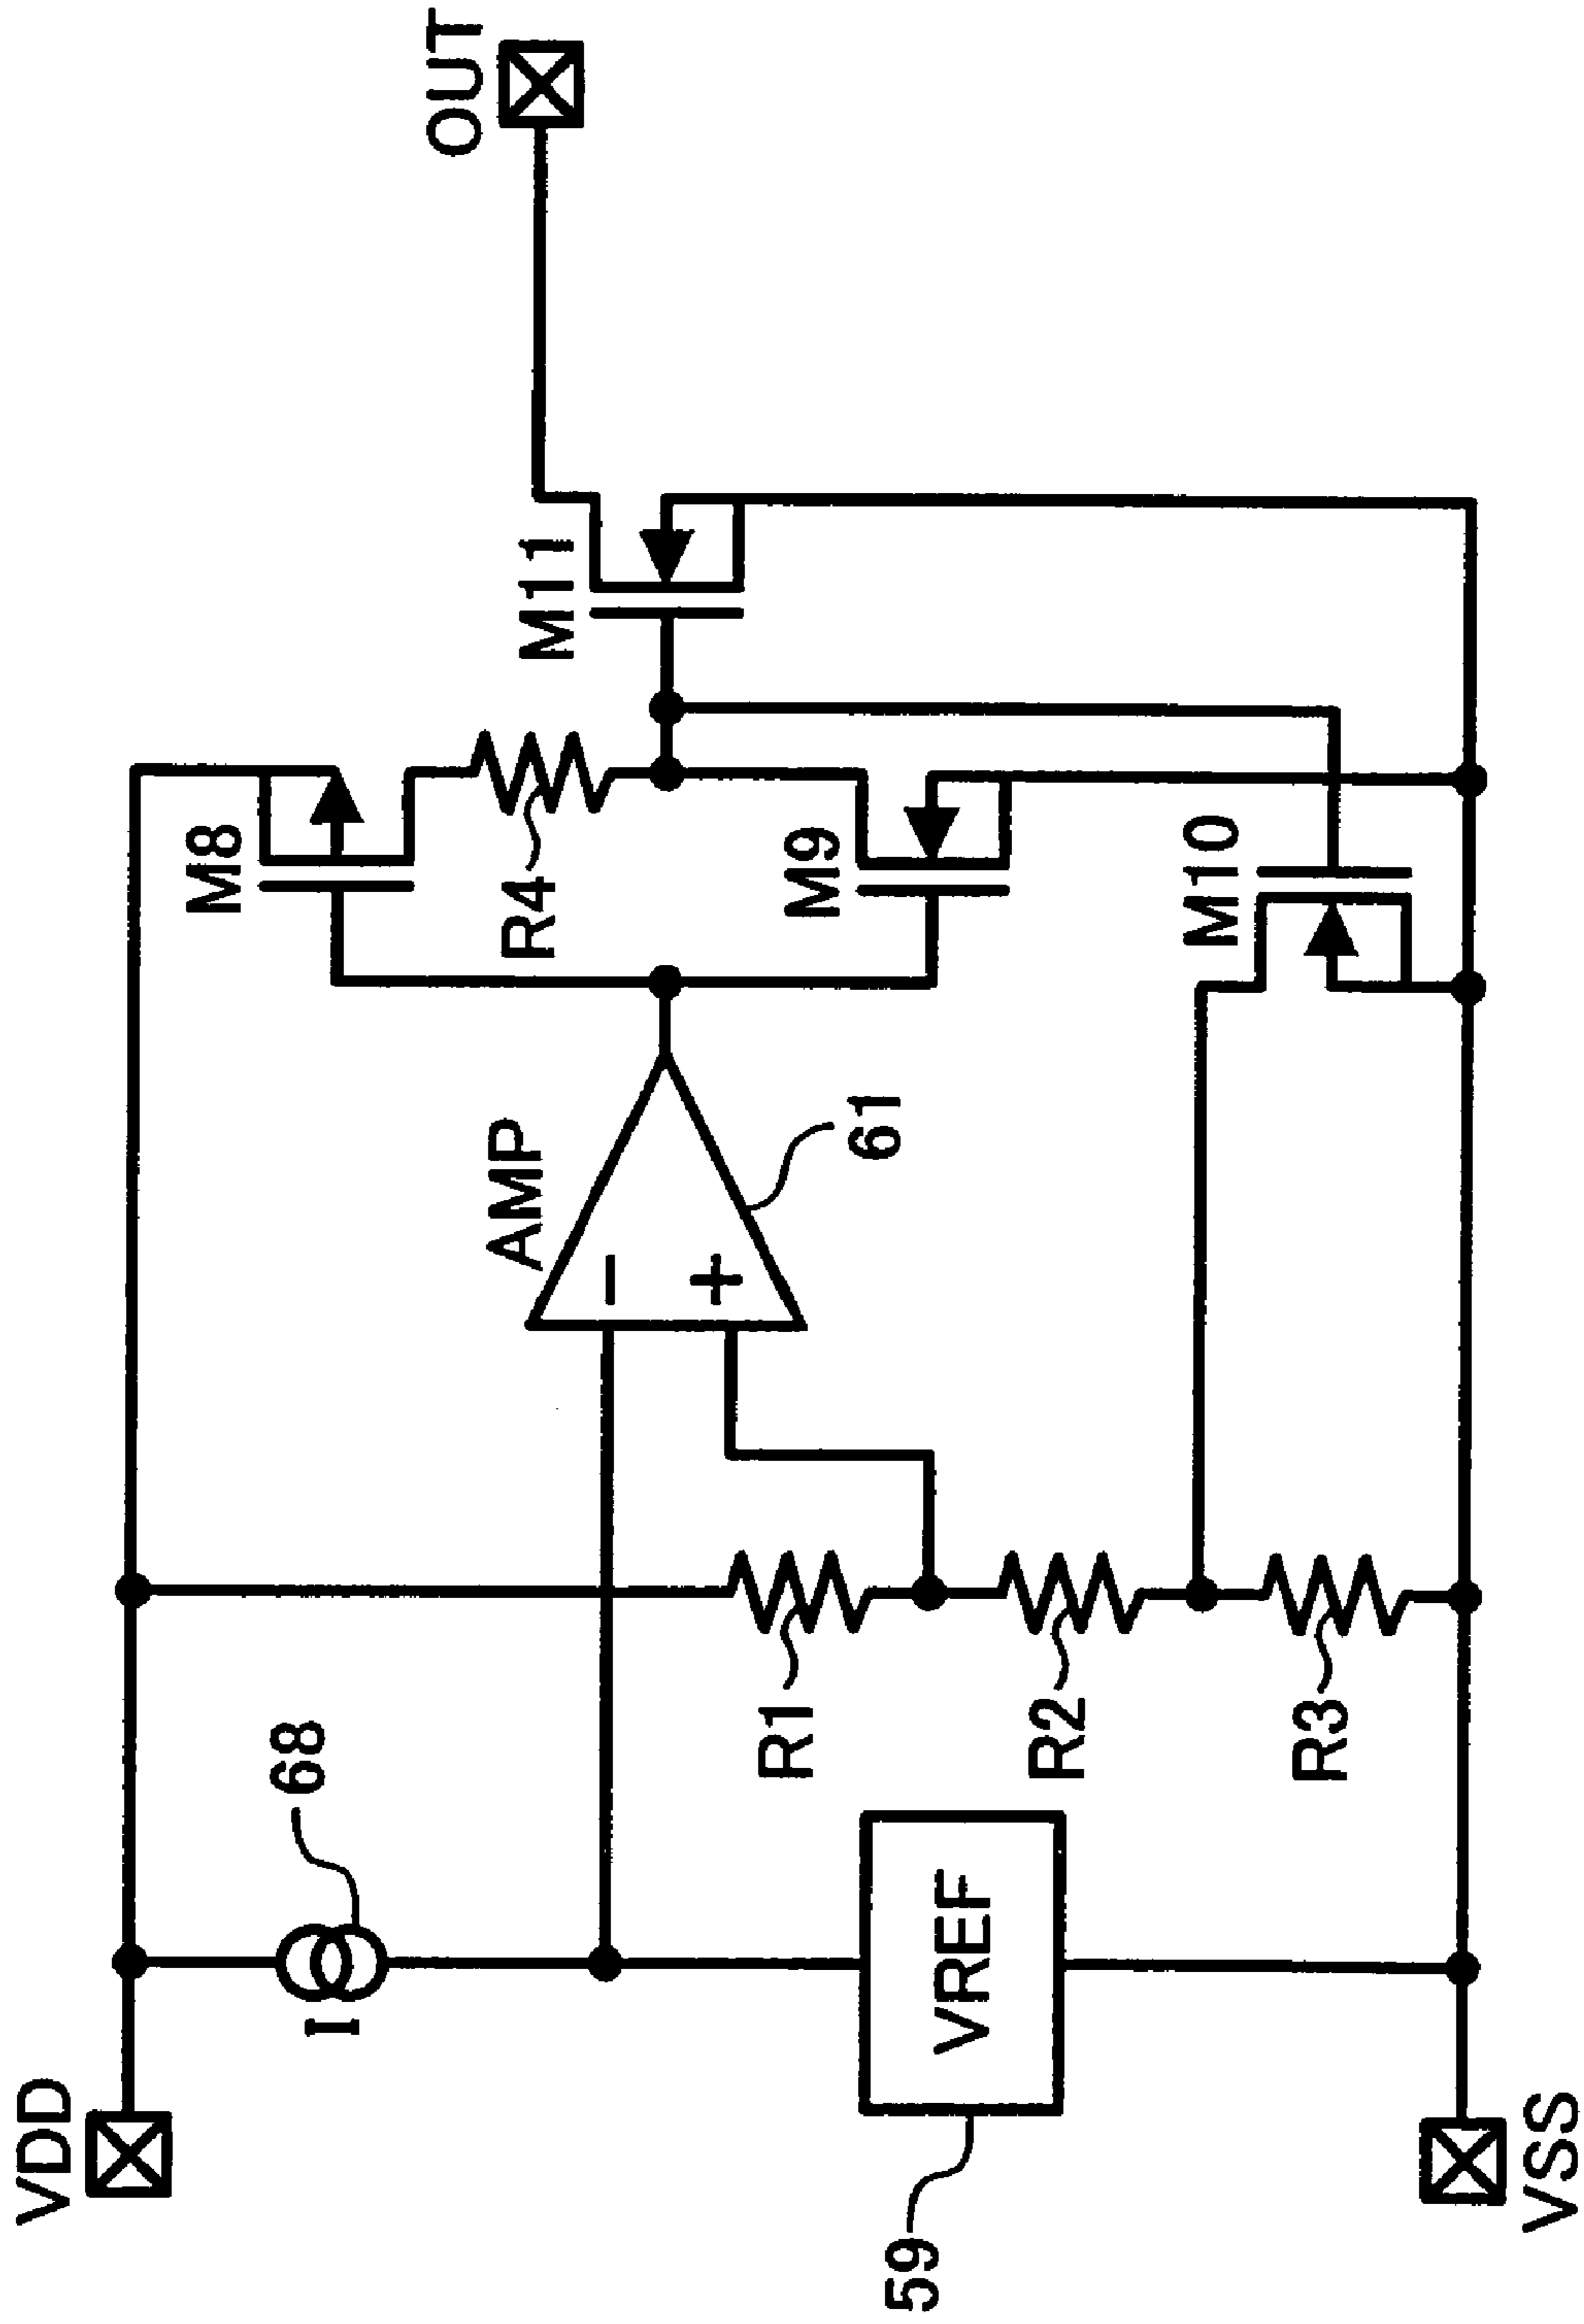 VDD
I
68
59
VREF
R1
R2
R3
AMP
−
+
61
M8
R4
M9
M10
M11
OUT
VSS